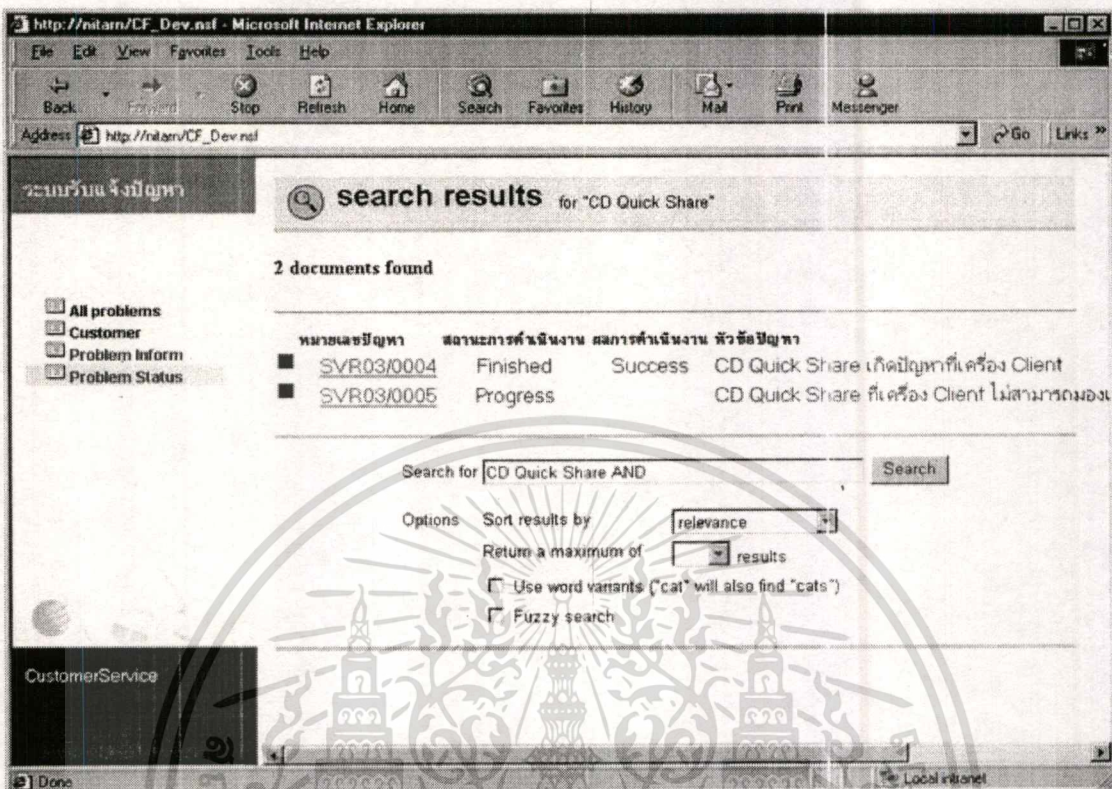 http://nitarn/CF_Dev.nsf - Microsoft Internet Explorer
File Edit View Favorites Tools Help
Back Forward Stop Refresh Home Search Favorites History Mail Print Messenger
Address http://nitarn/CF_Dev.nsf Go Links »
ระบบรับแจ้งปัญหา
search results for "CD Quick Share"
2 documents found
All problems
Customer
Problem Inform
Problem Status
หมายเลขปัญหา สถานะการดำเนินงาน ผลการดำเนินงาน หัวข้อปัญหา
SVR03/0004 Finished Success CD Quick Share เกิดปัญหาที่เครื่อง Client
SVR03/0005 Progress CD Quick Share ที่เครื่อง Client ไม่สามารถมองเ
Search for CD Quick Share AND Search
Options Sort results by relevance
Return a maximum of results
Use word variants ("cat" will also find "cats")
Fuzzy search
CustomerService
Done Local intranet